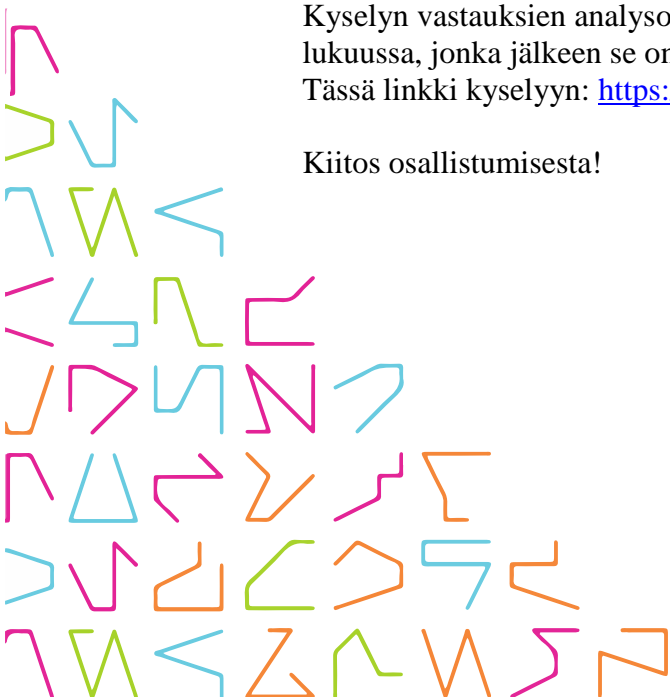 Kyselyn vastauksien analyso
lukuussa, jonka jälkeen se on
Tässä linkki kyselyyn: https:
Kiitos osallistumisesta!